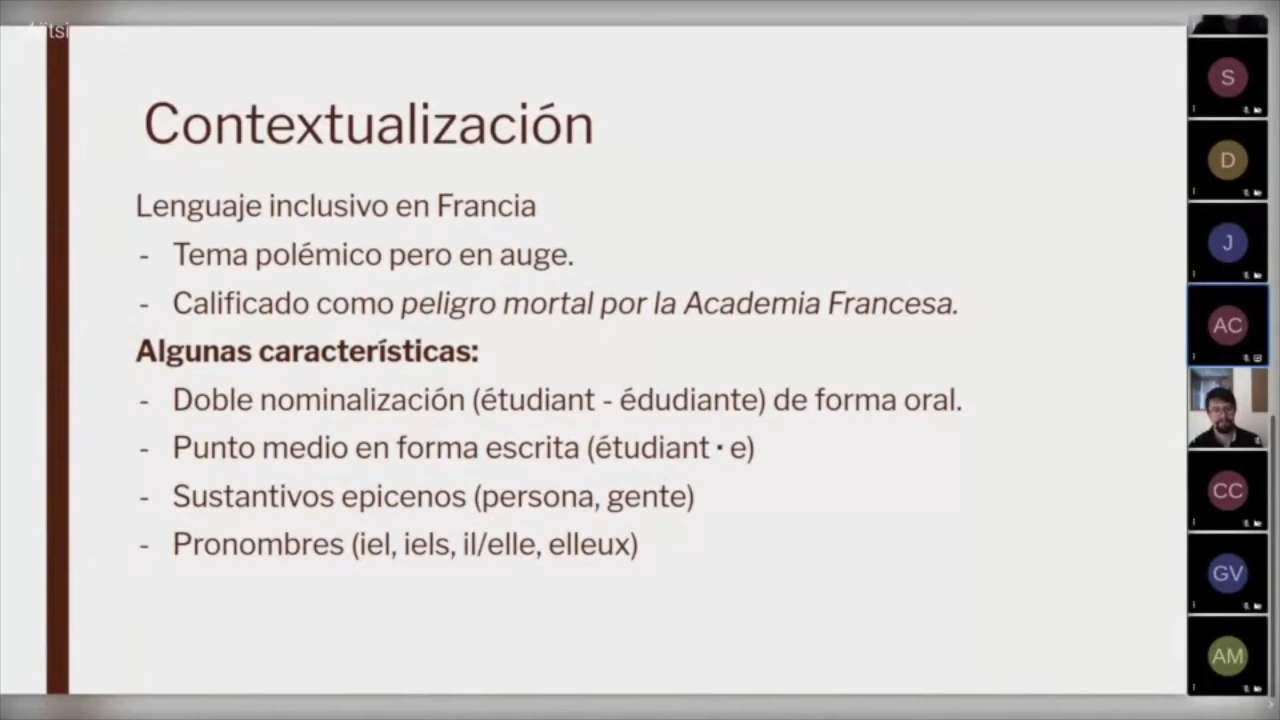 Contextualización
Lenguaje inclusivo en Francia
- Tema polémico pero en auge.
- Calificado como peligro mortal por la Academia Francesa.
Algunas características:
- Doble nominalización (étudiant - édudiante) de forma oral.
- Punto medio en forma escrita (étudiant · e)
- Sustantivos epicenos (persona, gente)
- Pronombres (iel, iels, il/elle, elleux)
S
D
J
AC
CC
GV
AM